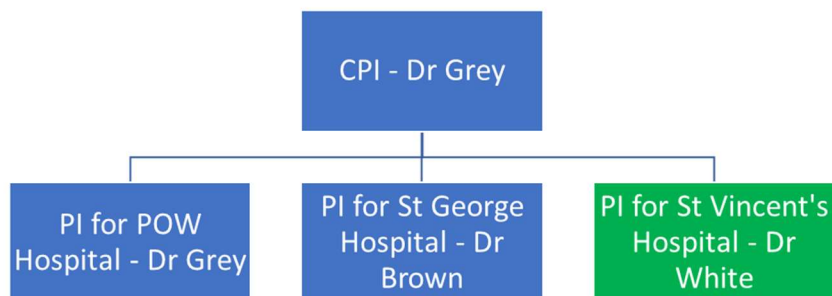 CPI - Dr Grey
PI for POW
Hospital - Dr Grey
PI for St George
Hospital - Dr
Brown
PI for St Vincent's
Hospital - Dr
White